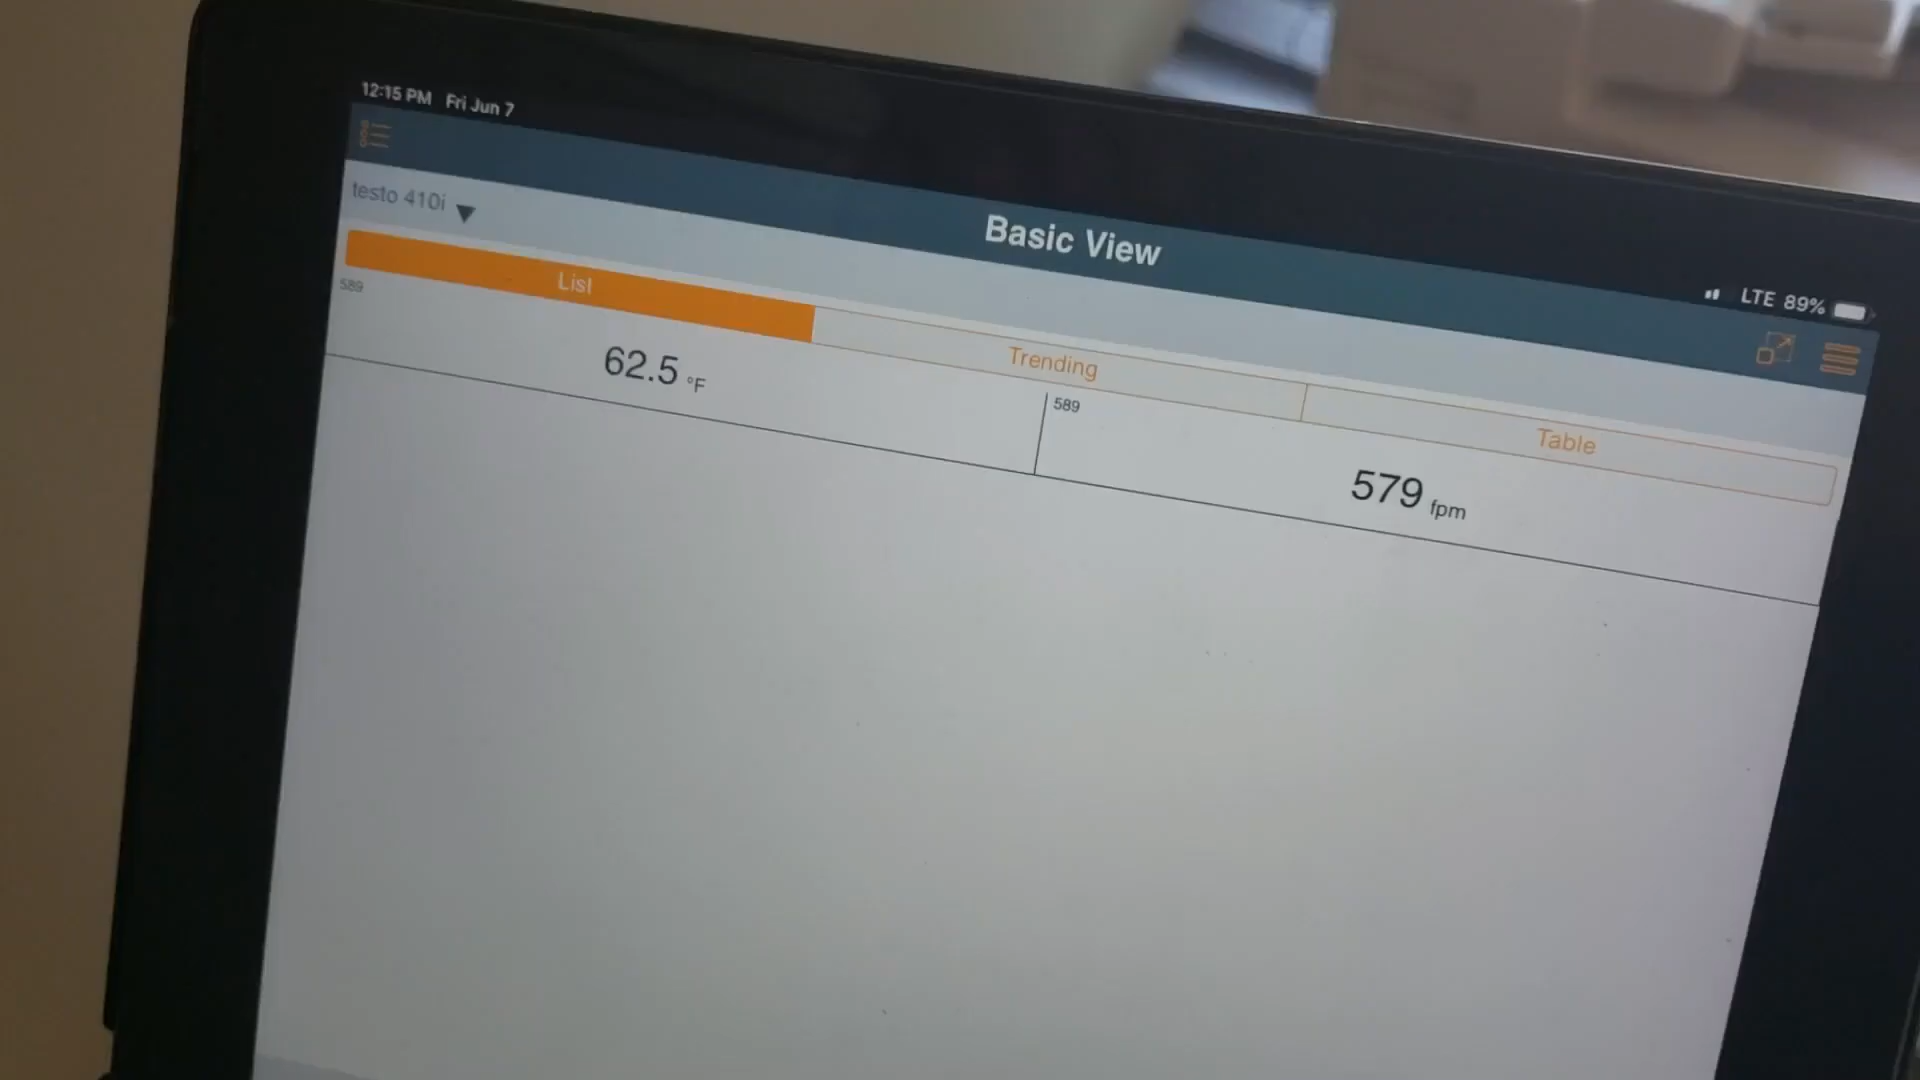 12:15 PM Fri Jun 7
LTE 89%
Basic View
testo 410i
List
Trending
Table
589
62.5 °F
589
579 fpm